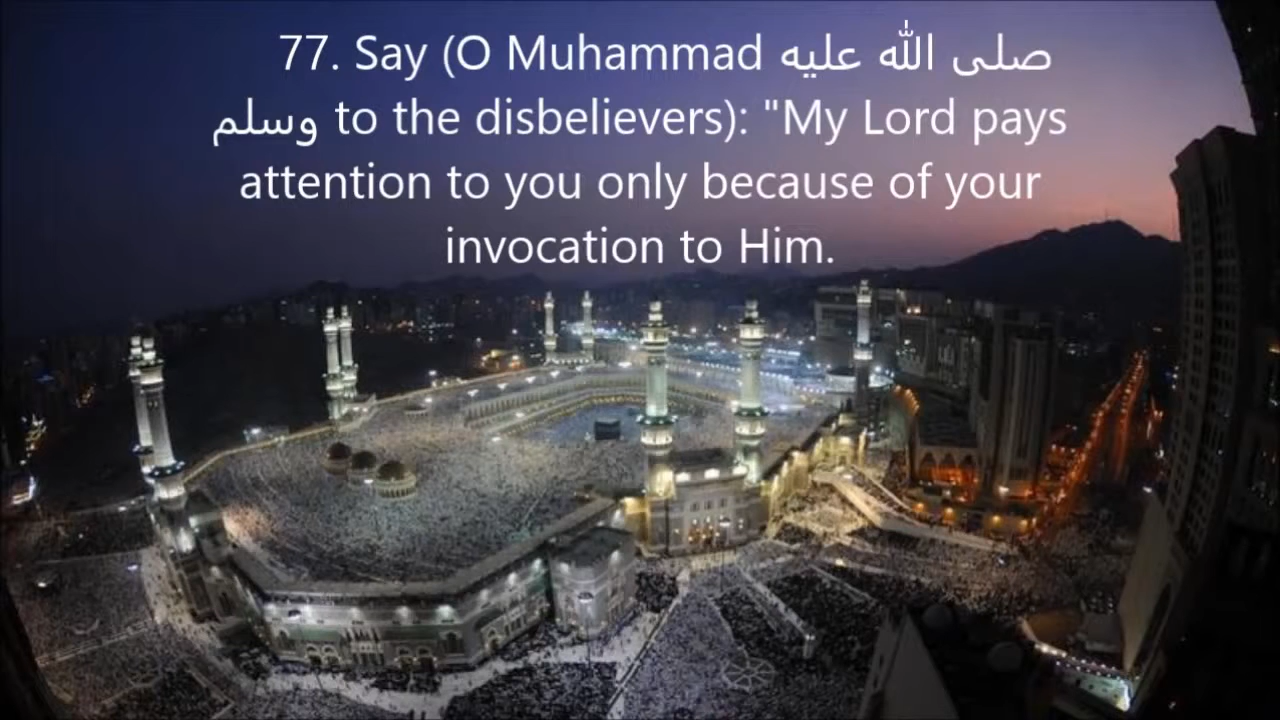 77. Say (O Muhammad صلى الله عليه
وسلم to the disbelievers): "My Lord pays
attention to you only because of your
invocation to Him.